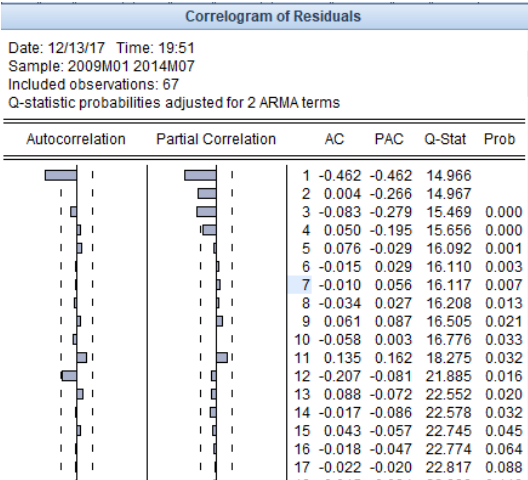 Correlogram of Residuals
Date: 12/13/17 Time: 19:51
Sample: 2009M01 2014M07
Included observations: 67
Q-statistic probabilities adjusted for 2 ARMA terms
Autocorrelation Partial Correlation AC PAC Q-Stat Prob
1 -0.462 -0.462 14.966
2 0.004 -0.266 14.967
3 -0.083 -0.279 15.469 0.000
4 0.050 -0.195 15.656 0.000
5 0.076 -0.029 16.092 0.001
6 -0.015 0.029 16.110 0.003
7 -0.010 0.056 16.117 0.007
8 -0.034 0.027 16.208 0.013
9 0.061 0.087 16.505 0.021
10 -0.058 0.003 16.776 0.033
11 0.135 0.162 18.275 0.032
12 -0.207 -0.081 21.885 0.016
13 0.088 -0.072 22.552 0.020
14 -0.017 -0.086 22.578 0.032
15 0.043 -0.057 22.745 0.045
16 -0.018 -0.047 22.774 0.064
17 -0.022 -0.020 22.817 0.088